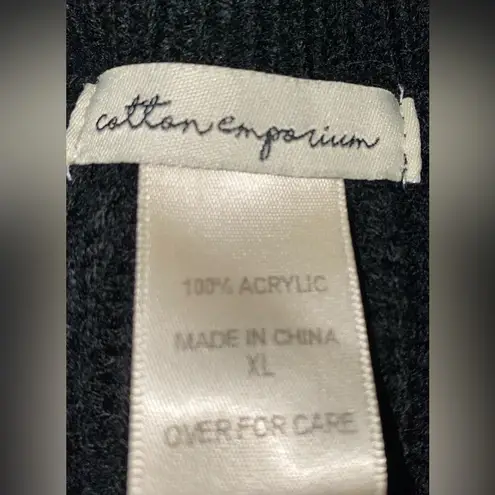 cotton emporium
100% ACRYLIC
MADE IN CHINA
XL
OVER FOR CARE